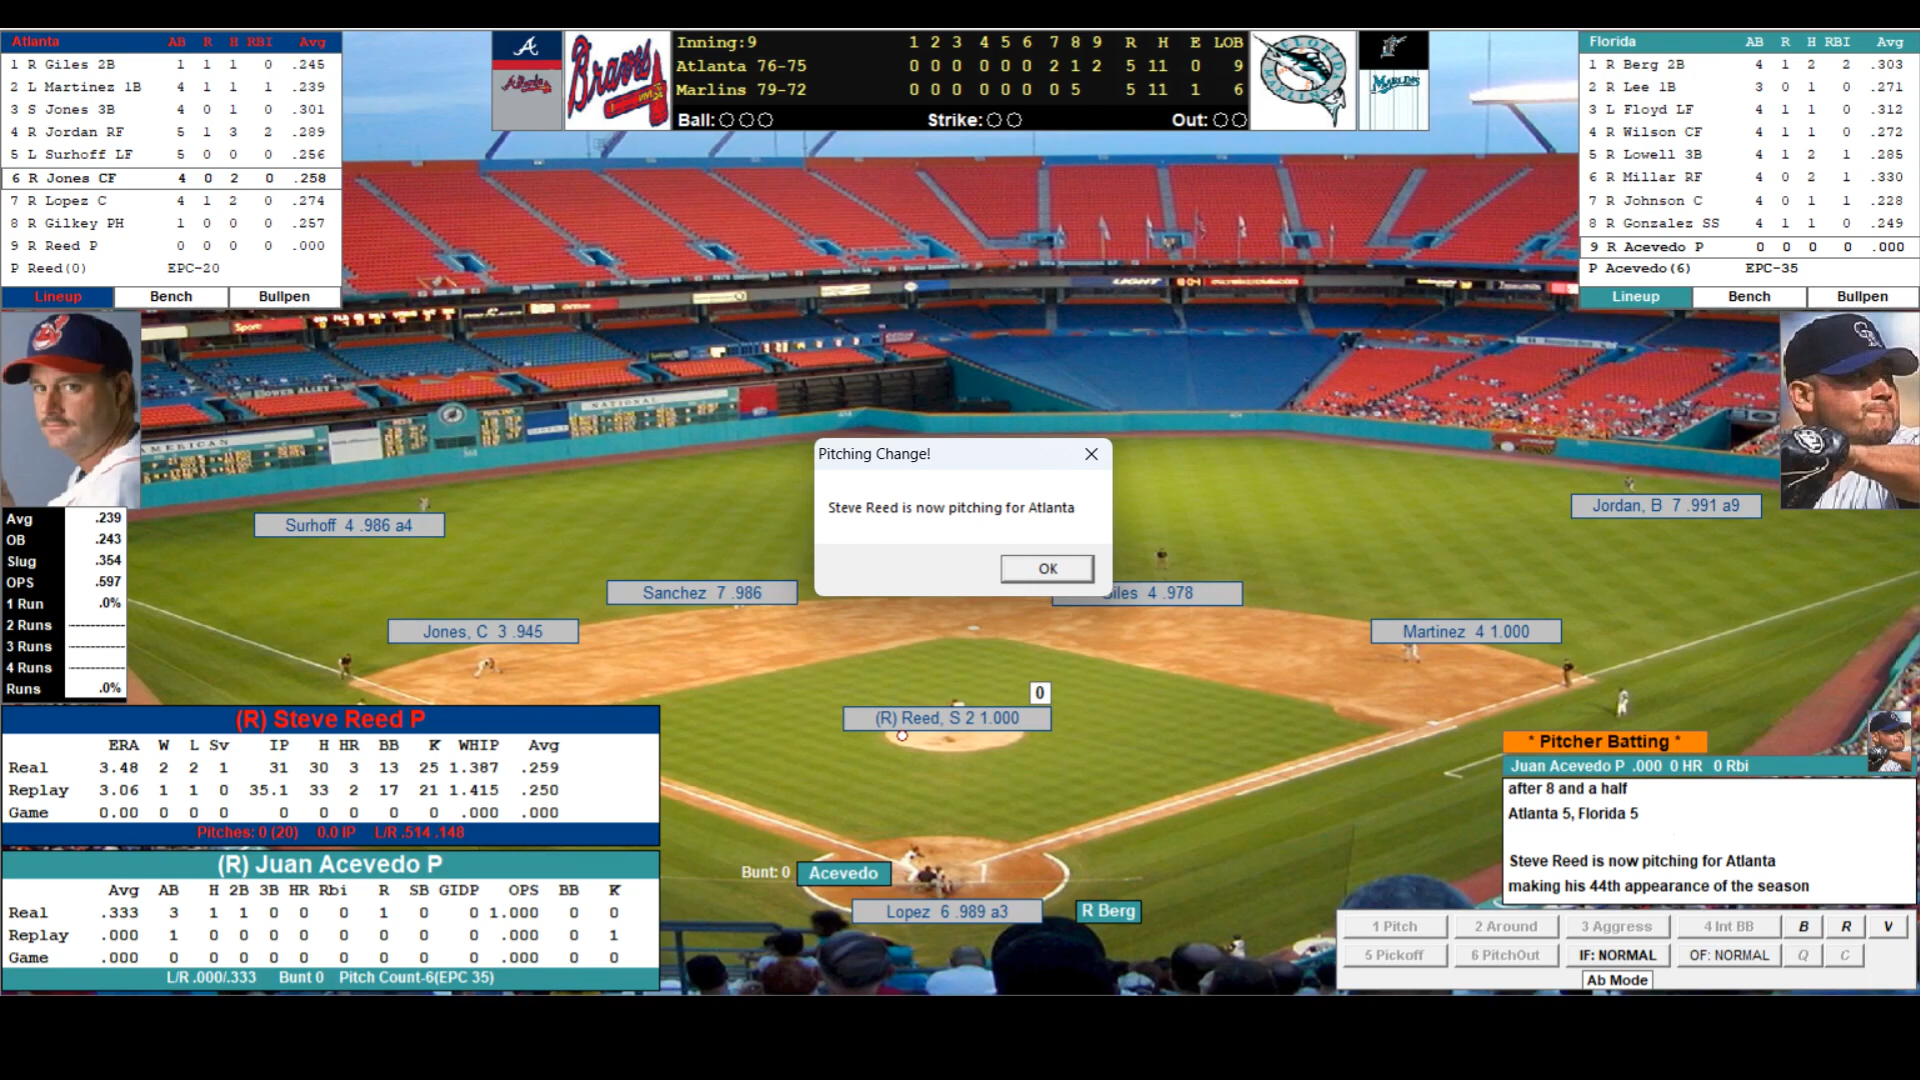 Atlanta AB R H RBI Avg
1 R Giles 2B 1 1 1 0 .245
2 L Martinez 1B 4 1 1 1 .239
3 S Jones 3B 4 0 1 0 .301
4 R Jordan RF 5 1 3 2 .289
5 L Surhoff LF 5 0 0 0 .256
6 R Jones CF 4 0 2 0 .258
7 R Lopez C 4 1 2 0 .274
8 R Gilkey PH 1 0 0 0 .257
9 R Reed P 0 0 0 0 .000
P Reed(0) EPC-20
Lineup Bench Bullpen
Braves
Inning:9 1 2 3 4 5 6 7 8 9 R H E LOB
Atlanta 76-75 0 0 0 0 0 0 2 1 2 5 11 0 9
Marlins 79-72 0 0 0 0 0 0 0 5 5 11 1 6
Ball: Strike: Out:
FLORIDA
MARLINS
Marlins
Florida AB R H RBI Avg
1 R Berg 2B 4 1 2 2 .303
2 R Lee 1B 3 0 1 0 .271
3 L Floyd LF 4 1 1 0 .312
4 R Wilson CF 4 1 1 0 .272
5 R Lowell 3B 4 1 2 1 .285
6 R Millar RF 4 0 2 1 .330
7 R Johnson C 4 0 1 1 .228
8 R Gonzalez SS 4 1 1 0 .249
9 R Acevedo P 0 0 0 0 .000
P Acevedo(6) EPC-35
Lineup Bench Bullpen
LIGHT
Sport
NATIONAL
AMERICAN
Pitching Change!
Steve Reed is now pitching for Atlanta
OK
Surhoff 4 .986 a4
Jordan, B 7 .991 a9
Sanchez 7 .986
iles 4 .978
Jones, C 3 .945
Martinez 4 1.000
0
(R) Reed, S 2 1.000
Avg .239
OB .243
Slug .354
OPS .597
1 Run .0%
2 Runs
3 Runs
4 Runs
Runs .0%
(R) Steve Reed P
ERA W L Sv IP H HR BB K WHIP Avg
Real 3.48 2 2 1 31 30 3 13 25 1.387 .259
Replay 3.06 1 1 0 35.1 33 2 17 21 1.415 .250
Game 0.00 0 0 0 0 0 0 0 0 .000 .000
Pitches: 0 (20) 0.0 IP L/R .514 .148
(R) Juan Acevedo P
Avg AB H 2B 3B HR Rbi R SB GIDP OPS BB K
Real .333 3 1 1 0 0 0 1 0 0 1.000 0 0
Replay .000 1 0 0 0 0 0 0 0 0 .000 0 1
Game .000 0 0 0 0 0 0 0 0 0 .000 0 0
L/R .000/.333 Bunt 0 Pitch Count-6(EPC 35)
Bunt: 0 Acevedo
Lopez 6 .989 a3
R Berg
* Pitcher Batting *
Juan Acevedo P .000 0 HR 0 Rbi
after 8 and a half
Atlanta 5, Florida 5
Steve Reed is now pitching for Atlanta
making his 44th appearance of the season
1 Pitch 2 Around 3 Aggress 4 Int BB B R V
5 Pickoff 6 PitchOut IF: NORMAL OF: NORMAL Q C
Ab Mode